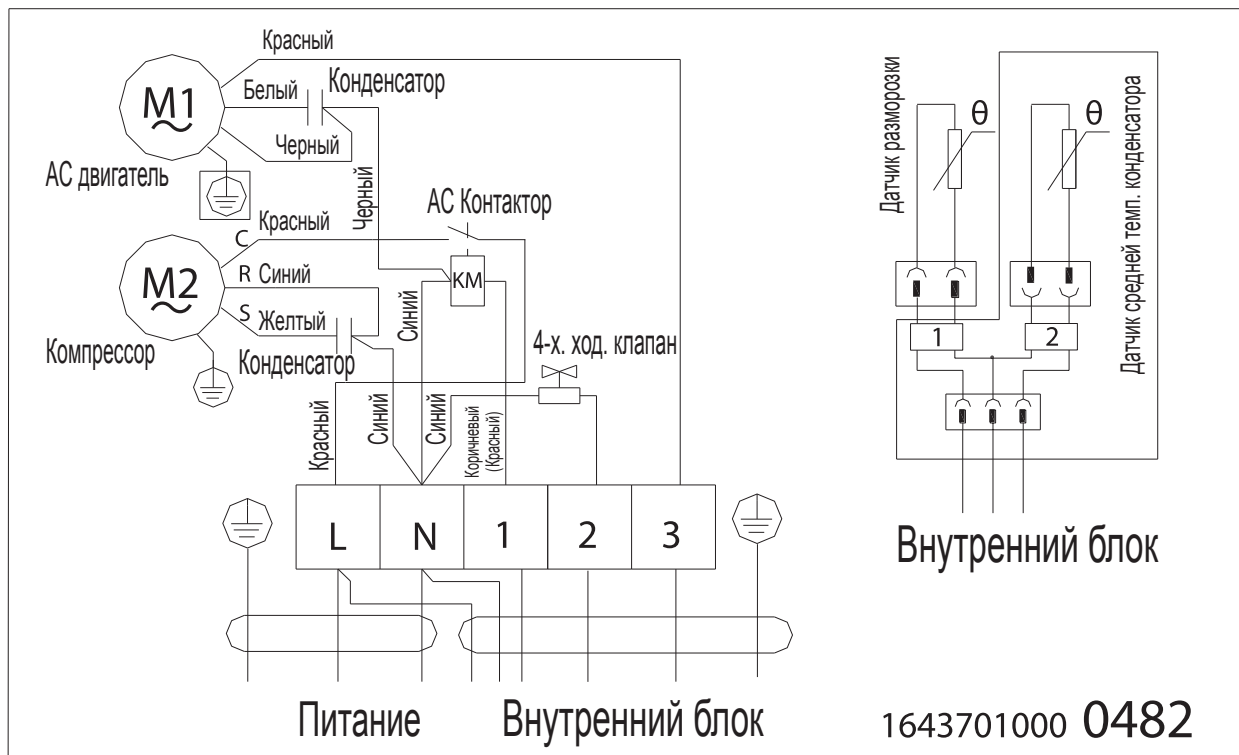 Красный
M1
Белый
Конденсатор
Черный
АС двигатель
Черный
АС Контактор
C
Красный
KM
M2
R Синий
S Желтый
Компрессор
Конденсатор
Синий
4-х. ход. клапан
Красный
Синий
Синий
Коричневый
(Красный)
L
N
1
2
3
Питание
Внутренний блок
Датчик разморозки
θ
θ
Датчик средней темп. конденсатора
1
2
Внутренний блок
1643701000 0482